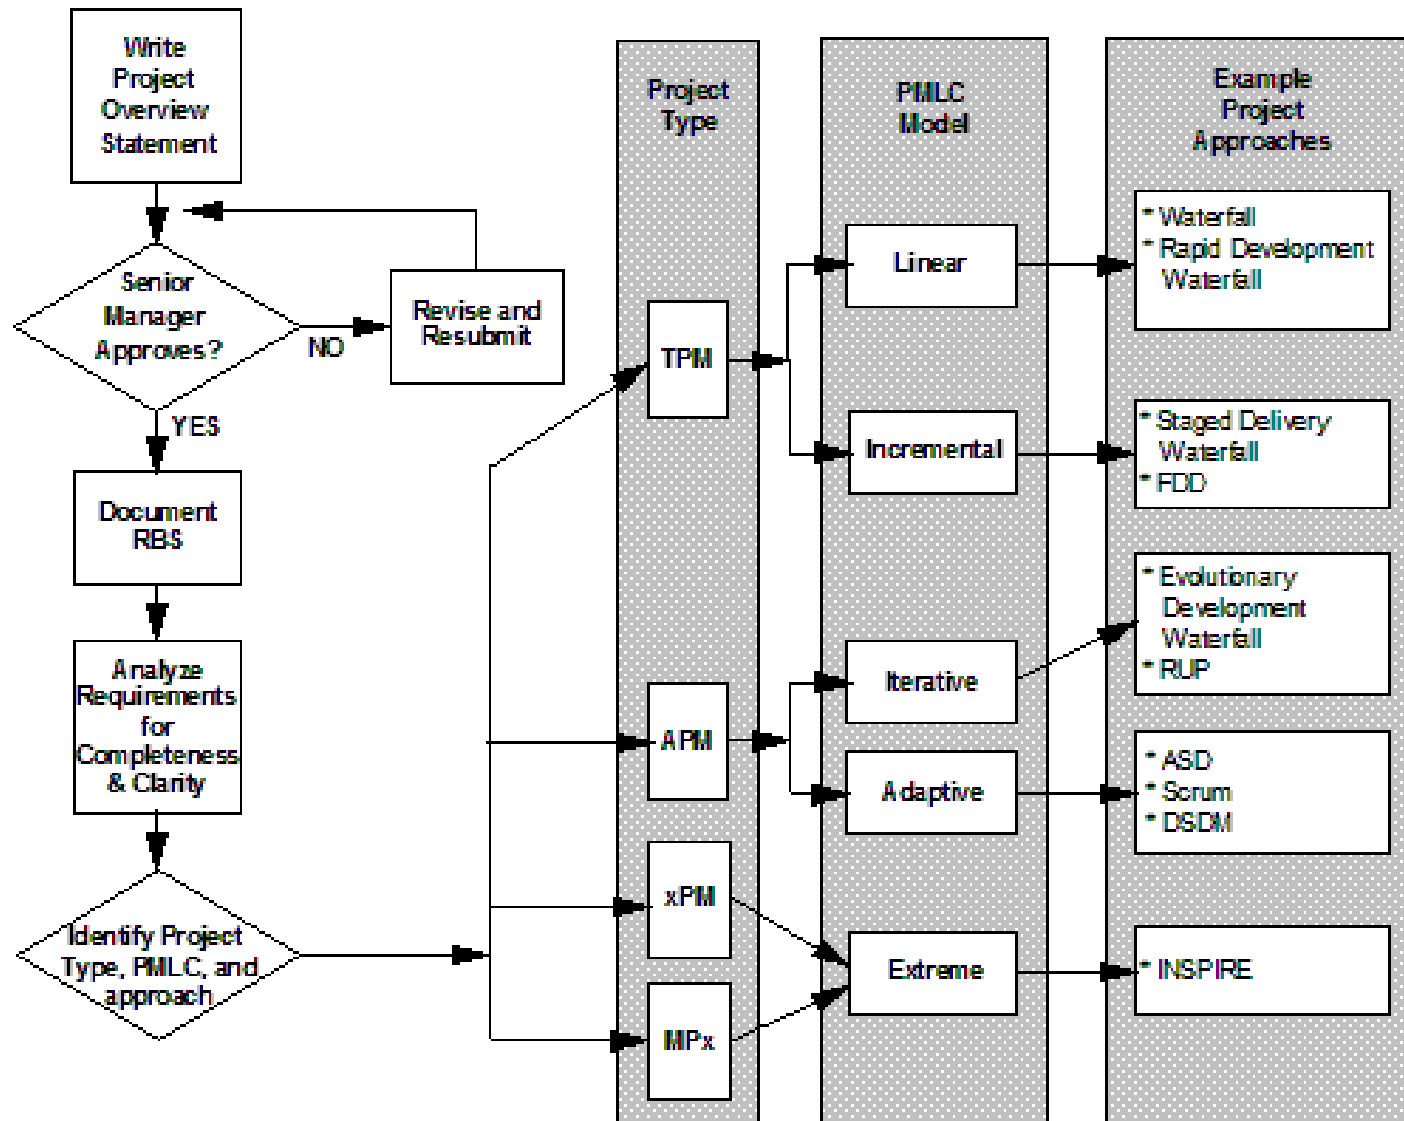 Write
Project
Overview
Statement
Senior
Manager
Approves?
NO
Revise and
Resubmit
YES
Document
RBS
Analyze
Requirements
for
Completeness
& Clarity
Identify Project
Type, PMLC, and
approach
Project
Type
TPM
APM
xPM
MPx
PMLC
Model
Linear
Incremental
Iterative
Adaptive
Extreme
Example
Project
Approaches
* Waterfall
* Rapid Development
Waterfall
* Staged Delivery
Waterfall
* FDD
* Evolutionary
Development
Waterfall
* RUP
* ASD
* Scrum
* DSDM
* INSPIRE